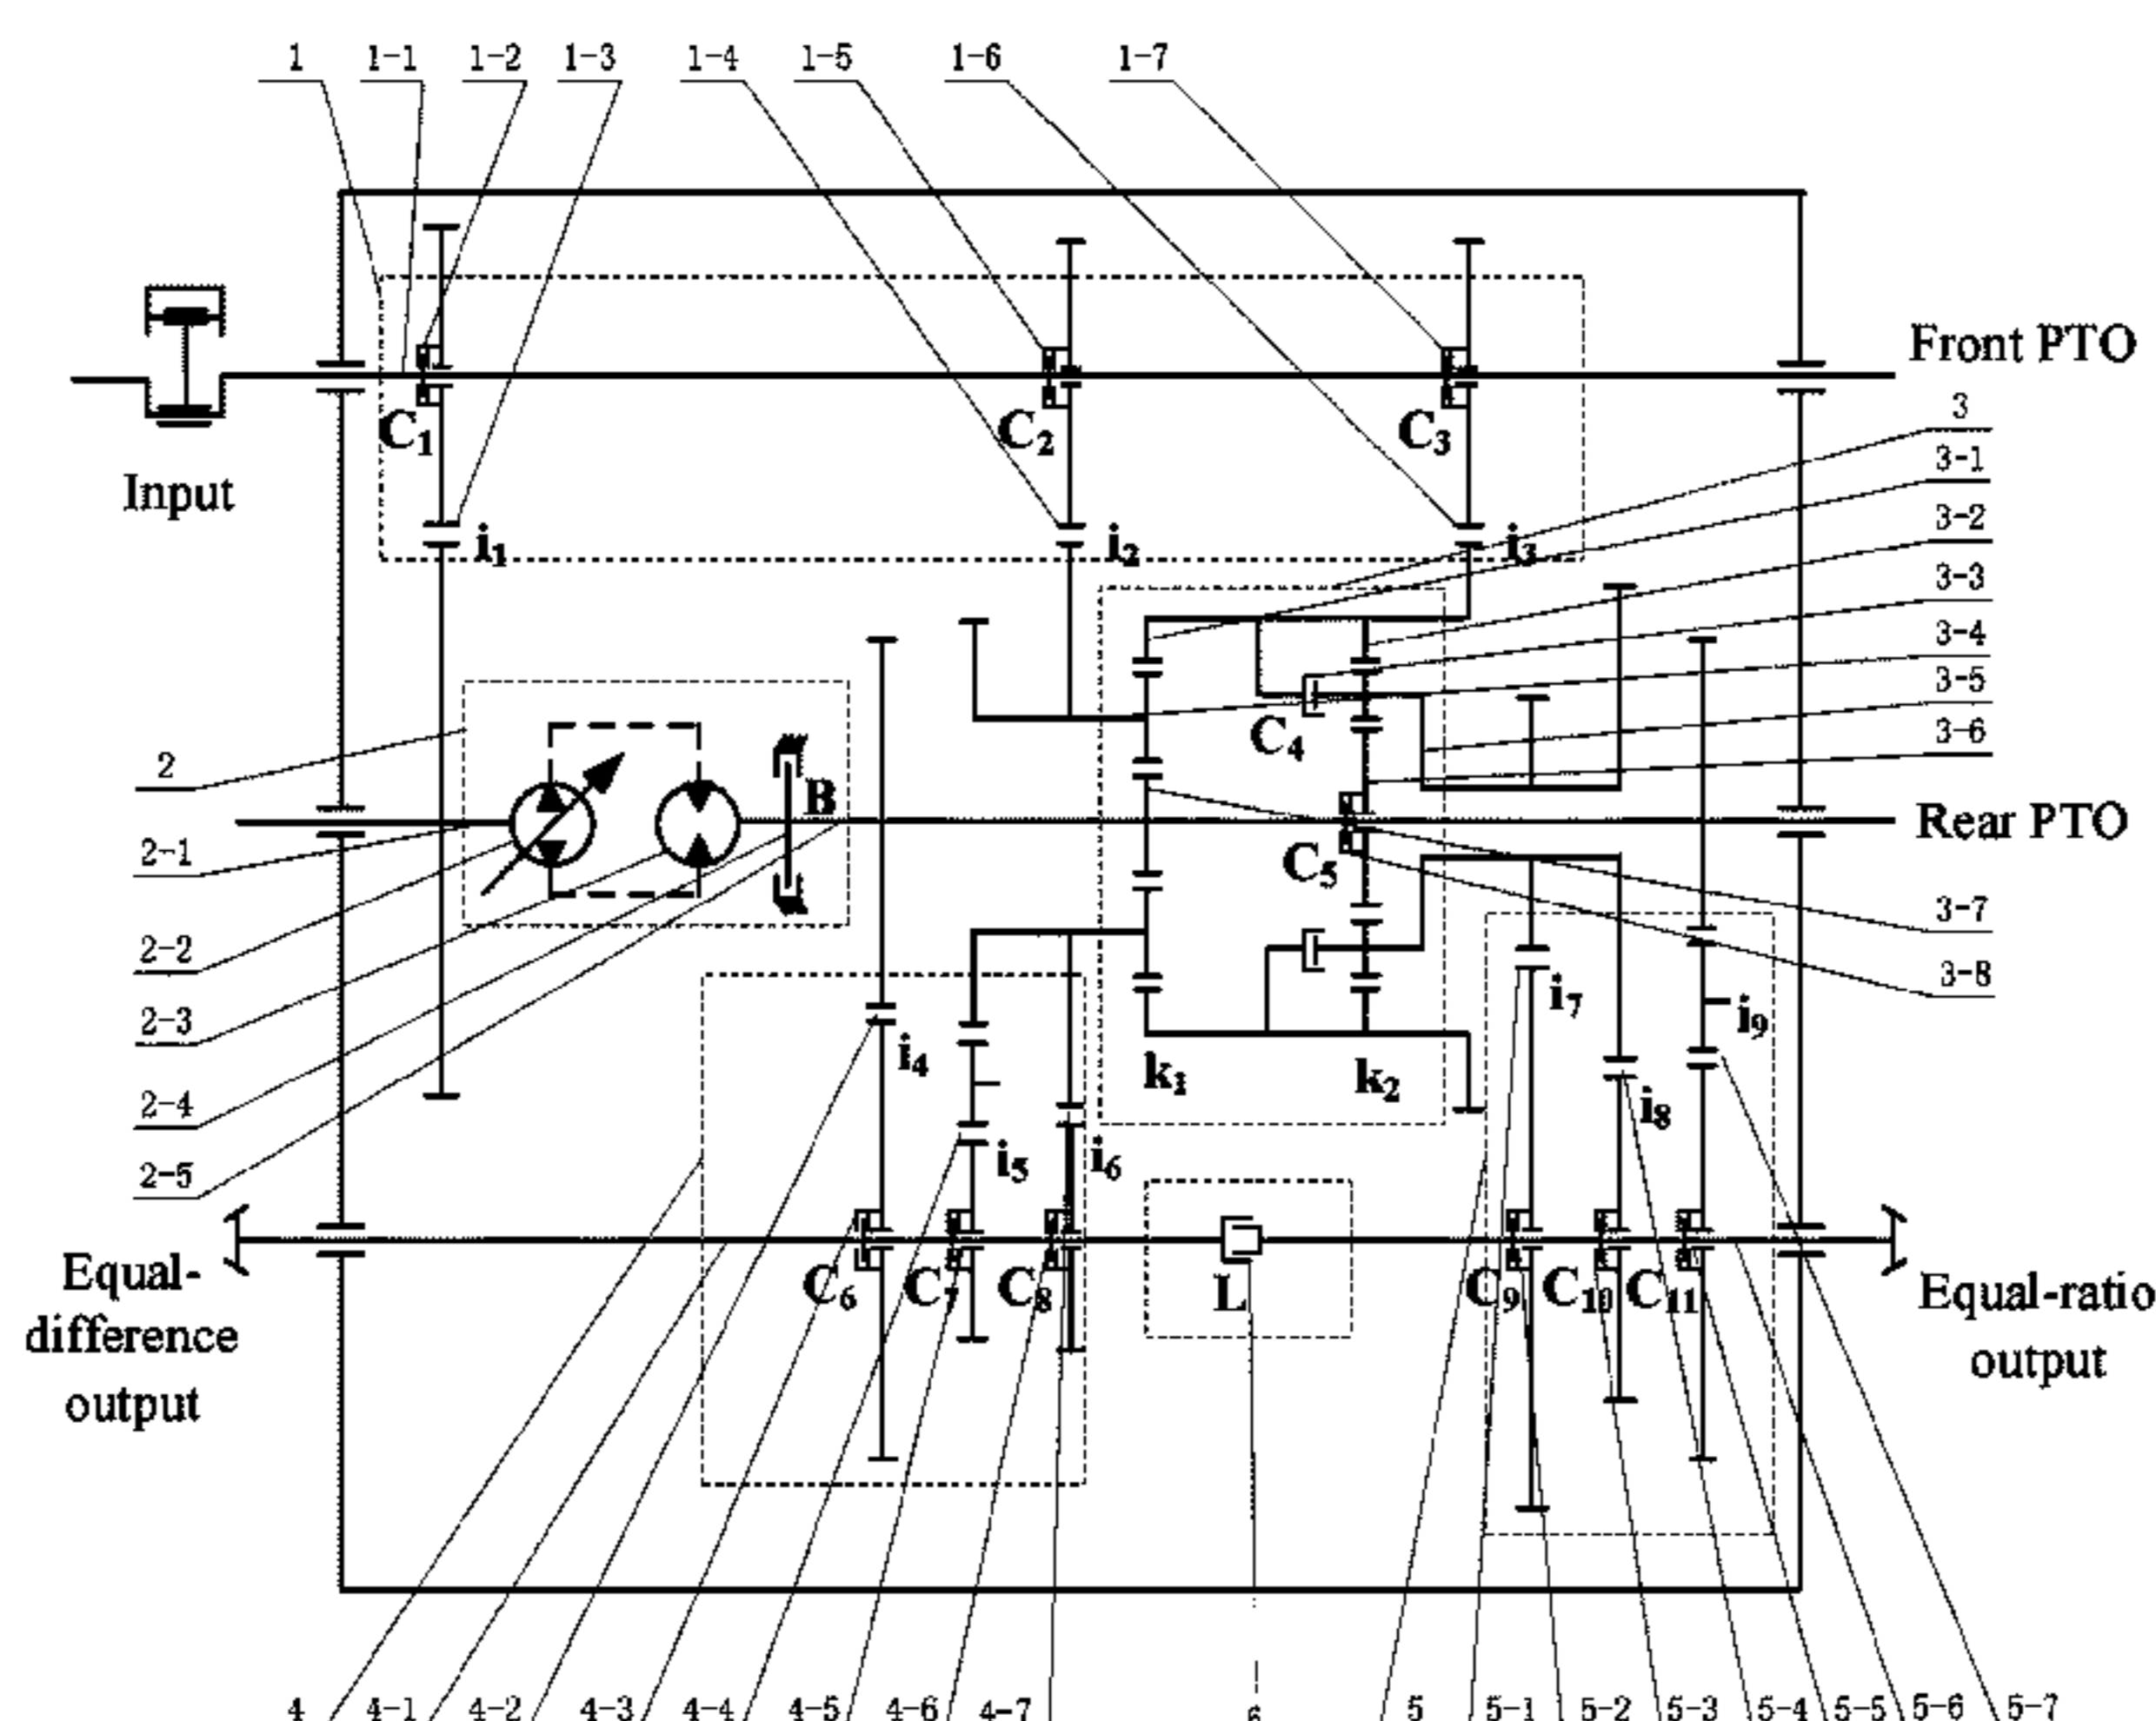 1 1-1 1-2 1-3 1-4 1-5 1-6 1-7
Front PTO
C1 C2 C3
Input
i1 i2 i3
3
3-1
3-2
3-3
3-4
3-5
3-6
C4
2
B
Rear PTO
2-1
C5
3-7
2-2
3-8
2-3
i7
i9
i4
k1 k2
2-4
i8
i5 i6
2-5
Equal-
difference
output
C6 C7 C8
L
C9 C10 C11
Equal-ratio
output
4 4-1 4-2 4-3 4-4 4-5 4-6 4-7 6 5 5-1 5-2 5-3 5-4 5-5 5-6 5-7